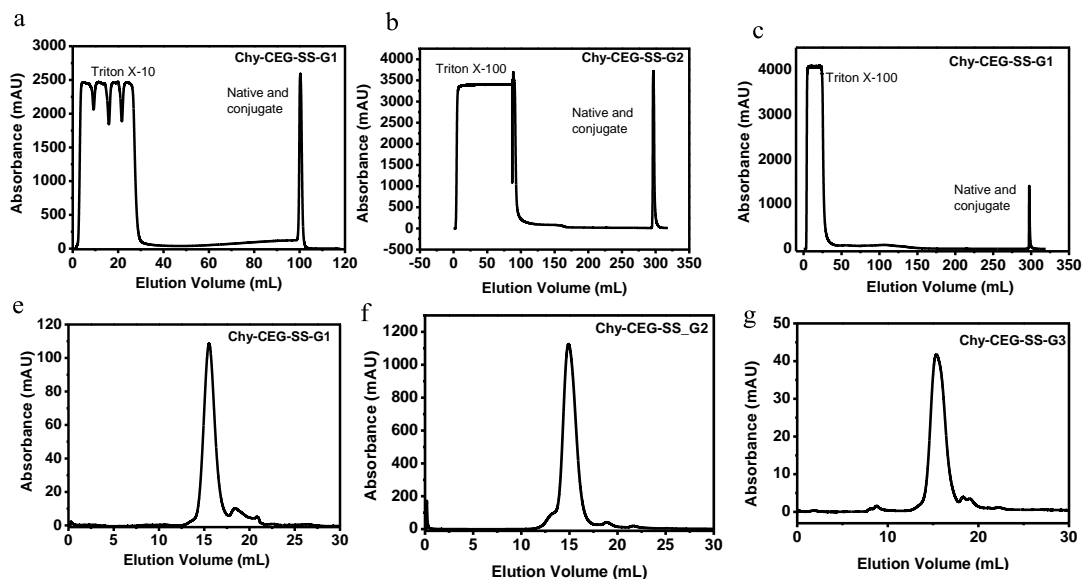 a
3000
2500
2000
1500
1000
500
0
0 20 40 60 80 100 120
Absorbance (mAU)
Elution Volume (mL)
Triton X-10
Chy-CEG-SS-G1
Native and
conjugate
b
4000
3500
3000
2500
2000
1500
1000
500
0
-500
-50 0 50 100 150 200 250 300 350
Absorbance (mAU)
Elution Volume (mL)
Triton X-100
Chy-CEG-SS-G2
Native and
conjugate
c
4000
3000
2000
1000
0
0 50 100 150 200 250 300 350
Absorbance (mAU)
Elution Volume (mL)
Triton X-100
Chy-CEG-SS-G1
Native and
conjugate
e
120
100
80
60
40
20
0
0 5 10 15 20 25 30
Absorbance (mAU)
Elution Volume (mL)
Chy-CEG-SS-G1
f
1200
1000
800
600
400
200
0
0 5 10 15 20 25 30
Absorbance (mAU)
Elution Volume (mL)
Chy-CEG-SS_G2
g
50
40
30
20
10
0
0 5 10 15 20 25 30
Absorbance (mAU)
Elution Volume (mL)
Chy-CEG-SS-G3